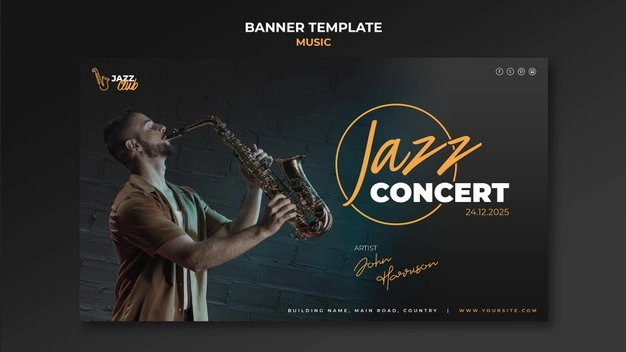 BANNER TEMPLATE
MUSIC
JAZZ
Club
Jazz
CONCERT
24.12.2025
ARTIST
John
Harrison
BUILDING NAME, MAIN ROAD, COUNTRY | WWW.YOURSITE.COM